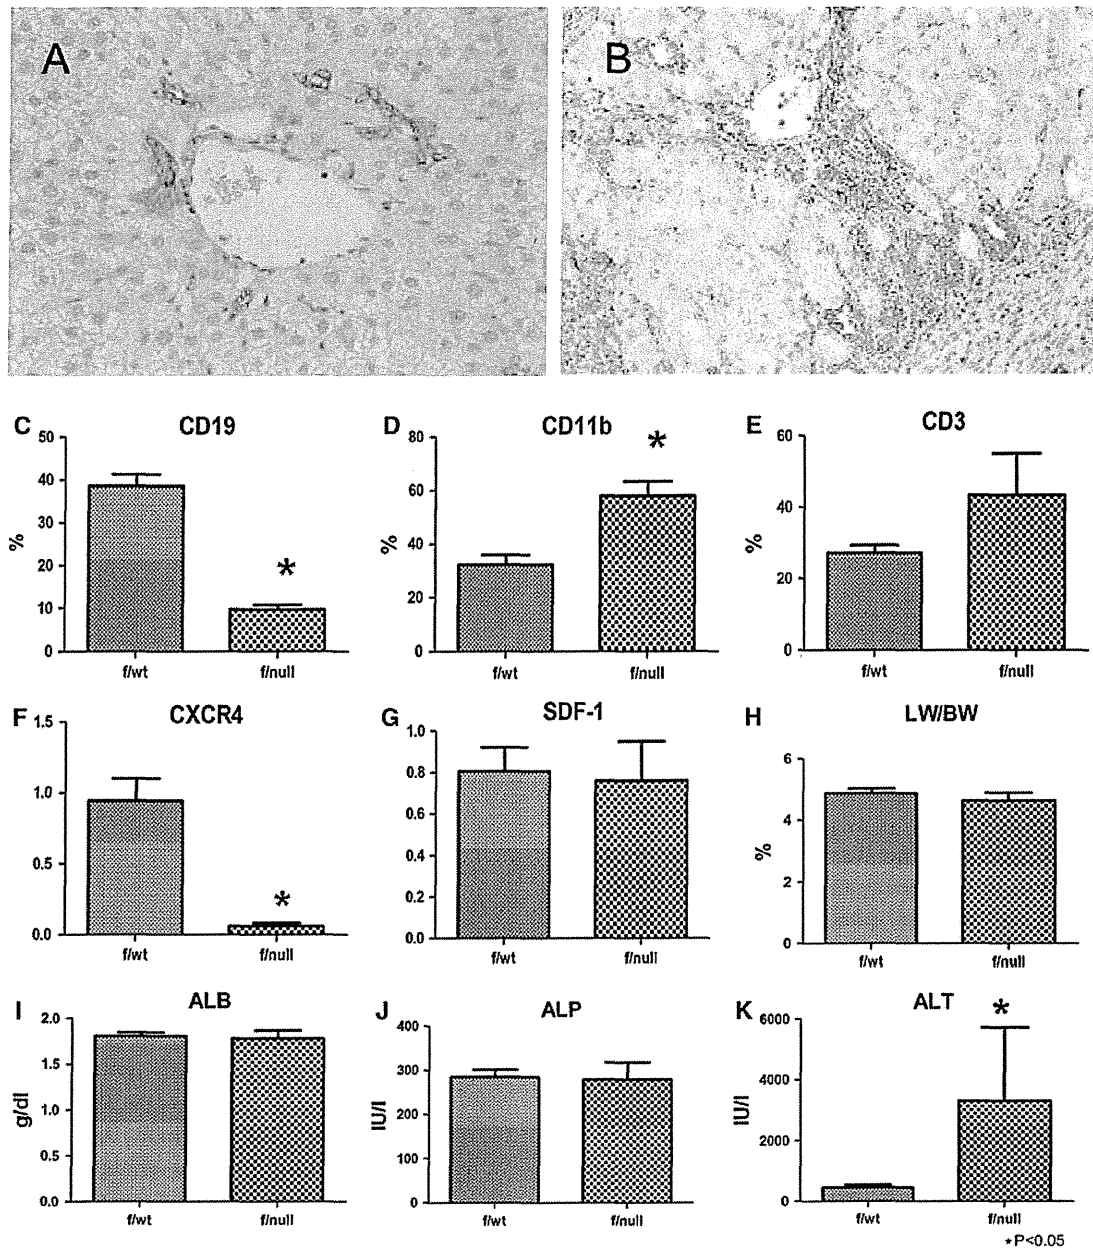 A
B
C
CD19
50
40
30
20
10
0
%
*
f/wt
f/null
D
CD11b
80
60
40
20
0
%
*
f/wt
f/null
E
CD3
60
40
20
0
%
f/wt
f/null
F
CXCR4
1.5
1.0
0.5
0.0
*
f/wt
f/null
G
SDF-1
1.0
0.8
0.6
0.4
0.2
0.0
f/wt
f/null
H
LW/BW
6
4
2
0
%
f/wt
f/null
I
ALB
2.0
1.5
1.0
0.5
0.0
g/dl
f/wt
f/null
J
ALP
400
300
200
100
0
IU/l
f/wt
f/null
K
ALT
6000
4000
2000
0
IU/l
*
f/wt
f/null
*P<0.05